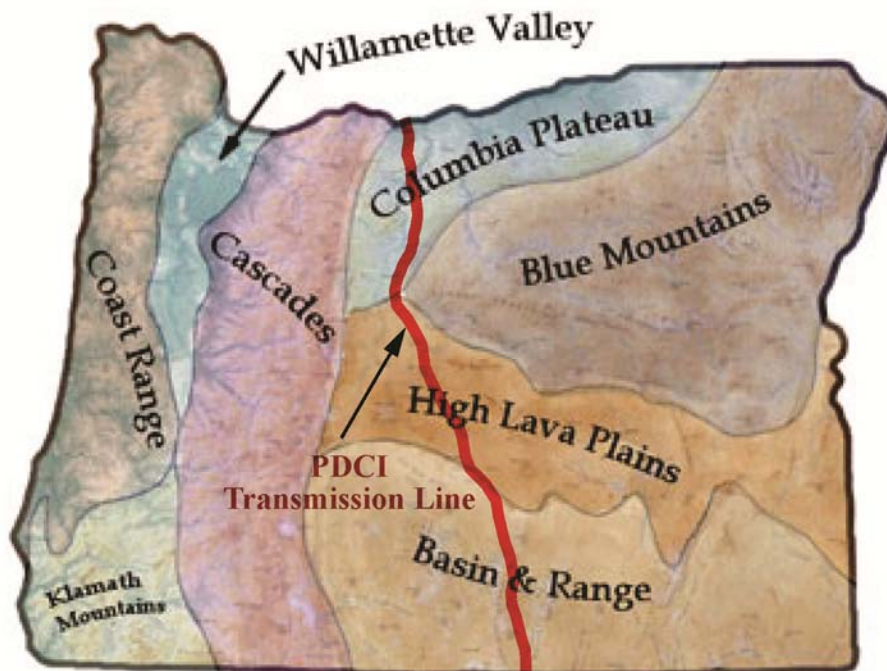 Willamette Valley
Columbia Plateau
Blue Mountains
Cascades
Coast Range
High Lava Plains
PDCI
Transmission Line
Basin & Range
Klamath
Mountains